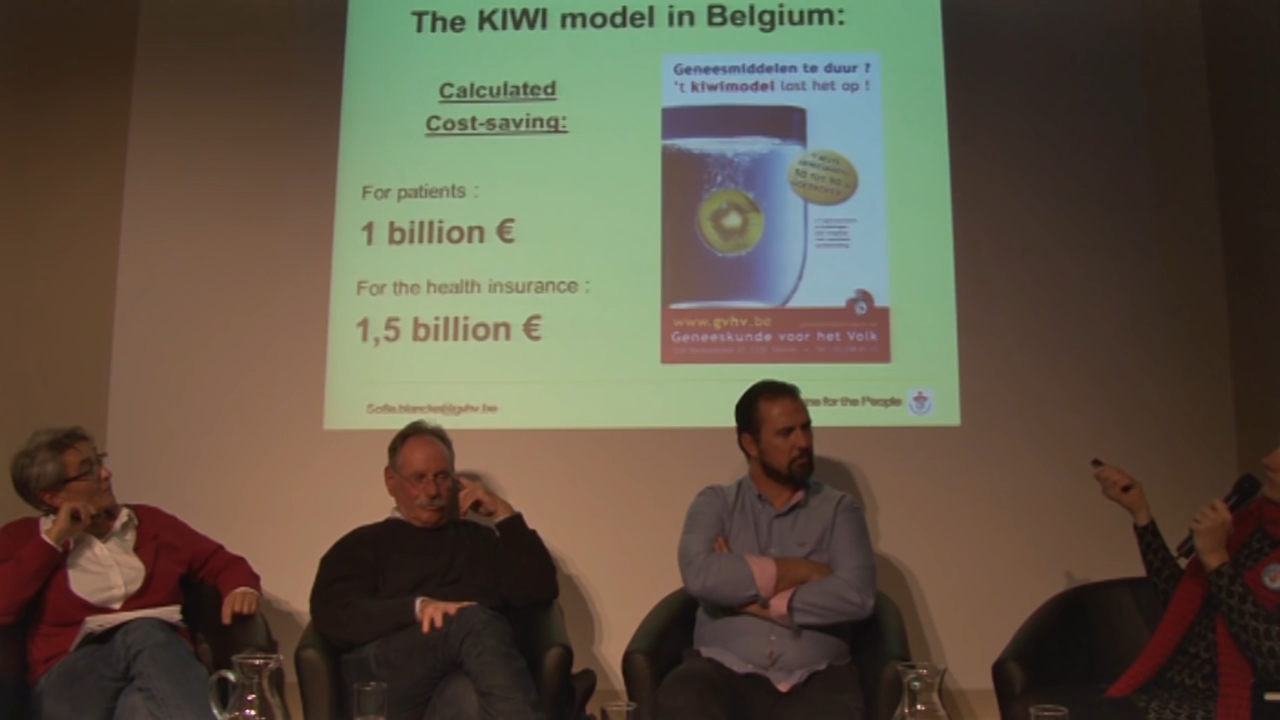 The KIWI model in Belgium:
Calculated
Cost-saving:
For patients :
1 billion €
For the health insurance :
1,5 billion €
Geneesmiddelen te duur ?
't kiwimodel lost het op !
www.gvhv.be
Geneeskunde voor het Volk
Sofie.blancke@gvhv.be
ne for the People